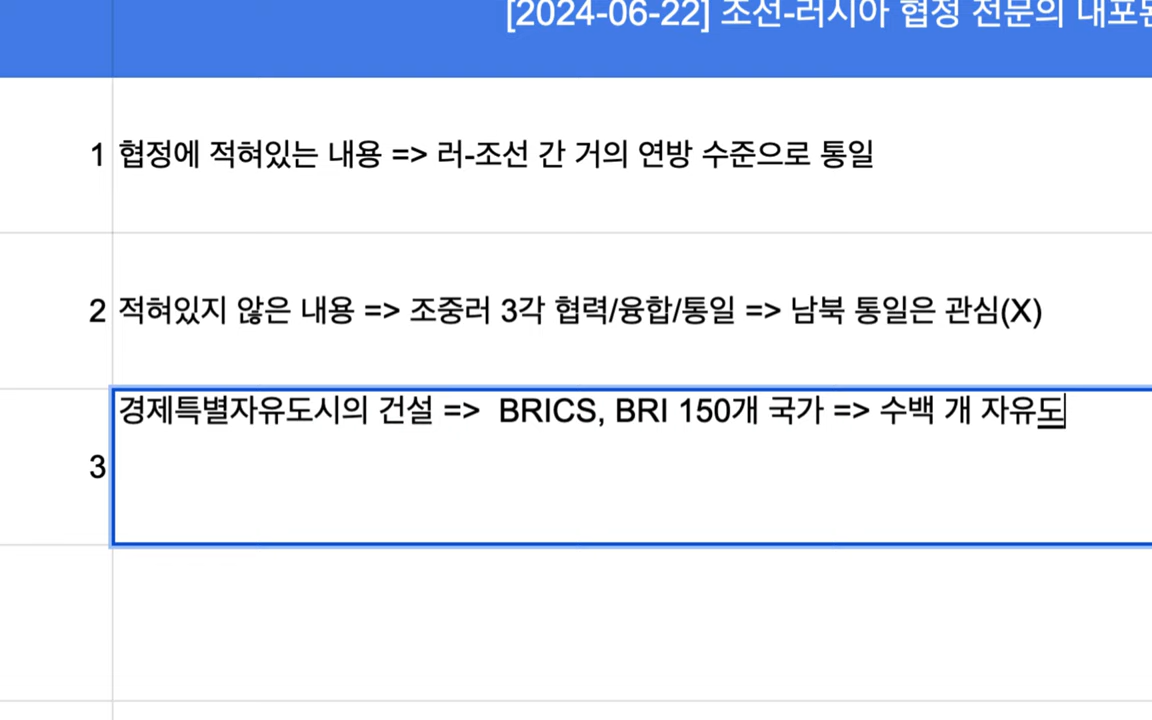 [2024-06-22] 조선-러시아 협정 전문의 내포된
1 협정에 적혀있는 내용 => 러-조선 간 거의 연방 수준으로 통일
2 적혀있지 않은 내용 => 조중러 3각 협력/융합/통일 => 남북 통일은 관심(X)
3 경제특별자유도시의 건설 => BRICS, BRI 150개 국가 => 수백 개 자유도